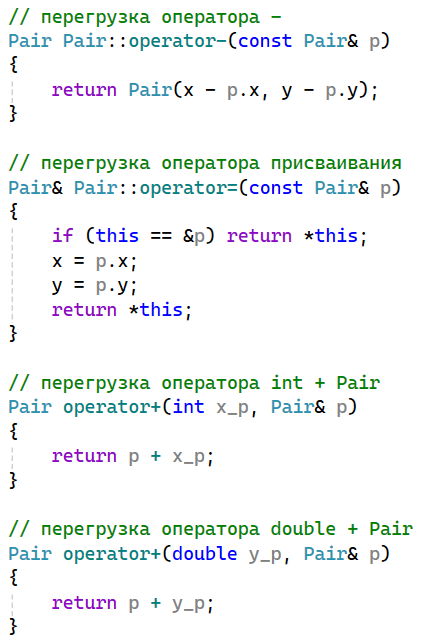 // перегрузка оператора -
Pair Pair::operator-(const Pair& p)
{
    return Pair(x - p.x, y - p.y);
}

// перегрузка оператора присваивания
Pair& Pair::operator=(const Pair& p)
{
    if (this == &p) return *this;
    x = p.x;
    y = p.y;
    return *this;
}

// перегрузка оператора int + Pair
Pair operator+(int x_p, Pair& p)
{
    return p + x_p;
}

// перегрузка оператора double + Pair
Pair operator+(double y_p, Pair& p)
{
    return p + y_p;
}